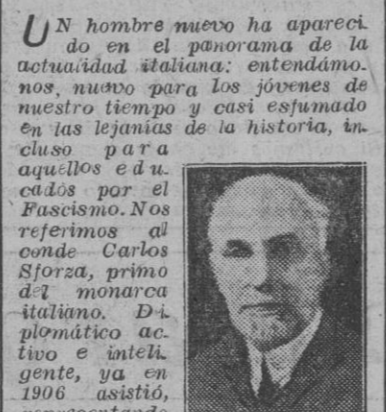 UN hombre nuevo ha apareci-
do en el panorama de la
actualidad italiana: entendámo-
nos, nuevo para los jóvenes de
nuestro tiempo y casi esfumado
en las lejanías de la historia, in-
cluso para
aquellos edu-
cados por el
Fascismo. Nos
referimos al
conde Carlos
Sforza, primo
del monarca
italiano. Di-
plomático ac-
tivo e inteli-
gente, ya en
1906 asistió,